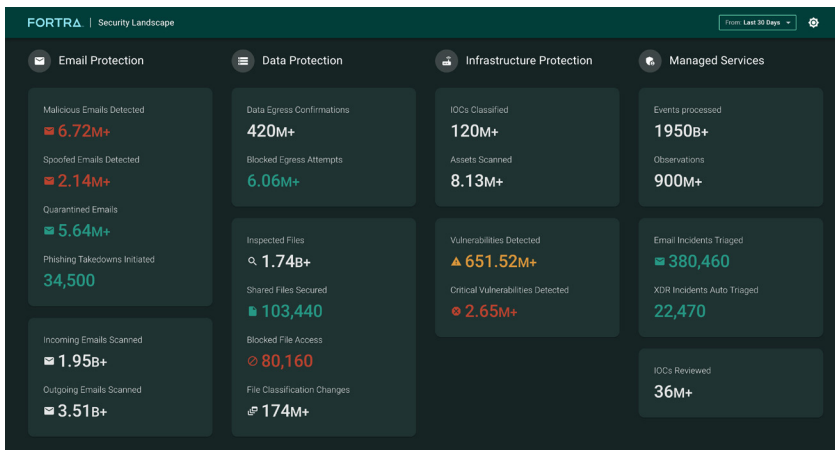 FORTRA | Security Landscape
From: Last 30 Days
Email Protection
Malicious Emails Detected
6.72M+
Spoofed Emails Detected
2.14M+
Quarantined Emails
5.64M+
Phishing Takedowns Initiated
34,500
Incoming Emails Scanned
1.95B+
Outgoing Emails Scanned
3.51B+
Data Protection
Data Egress Confirmations
420M+
Blocked Egress Attempts
6.06M+
Inspected Files
1.74B+
Shared Files Secured
103,440
Blocked File Access
80,160
File Classification Changes
174M+
Infrastructure Protection
IOCs Classified
120M+
Assets Scanned
8.13M+
Vulnerabilities Detected
651.52M+
Critical Vulnerabilities Detected
2.65M+
Managed Services
Events processed
1950B+
Observations
900M+
Email Incidents Triaged
380,460
XDR Incidents Auto Triaged
22,470
IOCs Reviewed
36M+